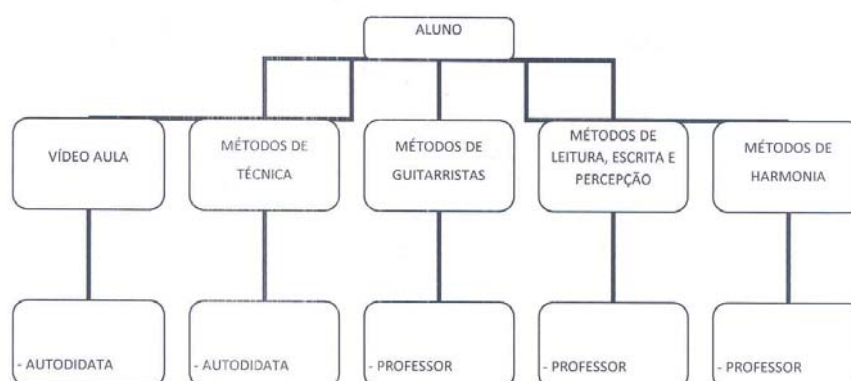 ALUNO
VÍDEO AULA
MÉTODOS DE
TÉCNICA
MÉTODOS DE
GUITARRISTAS
MÉTODOS DE
LEITURA, ESCRITA E
PERCEPÇÃO
MÉTODOS DE
HARMONIA
- AUTODIDATA
- AUTODIDATA
- PROFESSOR
- PROFESSOR
- PROFESSOR